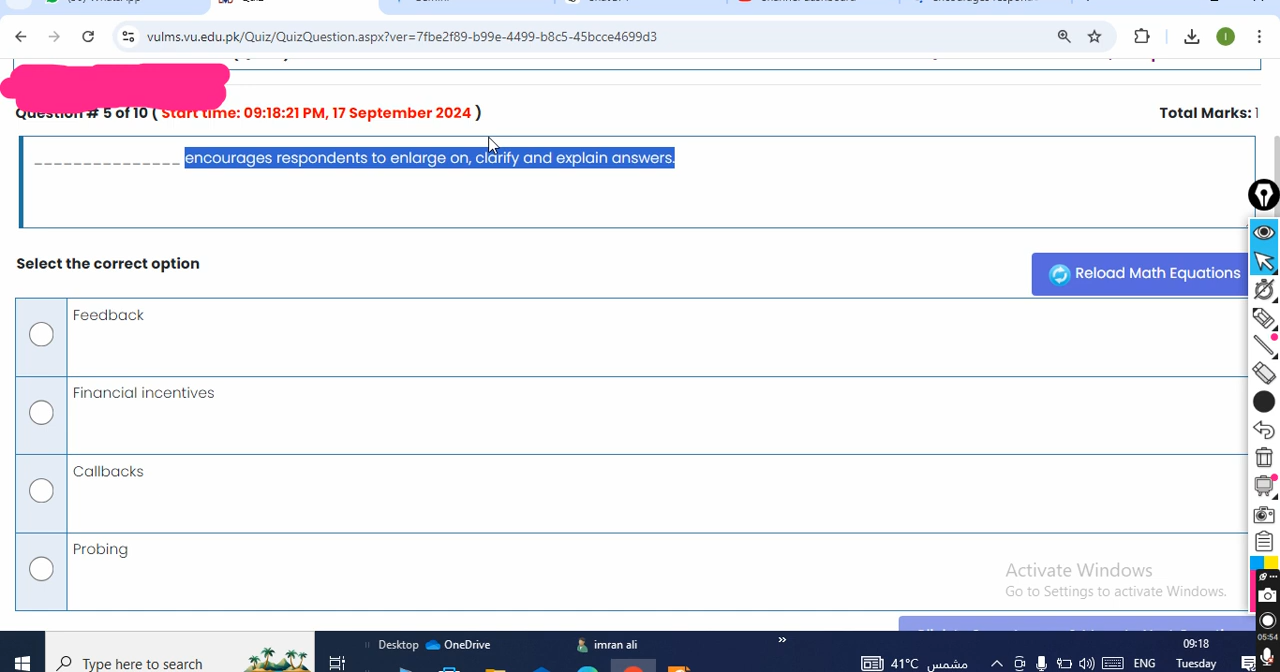 vulms.vu.edu.pk/Quiz/QuizQuestion.aspx?ver=7fbe2f89-b99e-4499-b8c5-45bcce4699d3
I
Question # 5 of 10 ( Start time: 09:18:21 PM, 17 September 2024 )
Total Marks: 1
_______________ encourages respondents to enlarge on, clarify and explain answers.
Select the correct option
Reload Math Equations
Feedback
Financial incentives
Callbacks
Probing
Activate Windows
Go to Settings to activate Windows.
05:54
Type here to search
Desktop
OneDrive
imran ali
»
41°C
مشمس
ENG
09:18
Tuesday